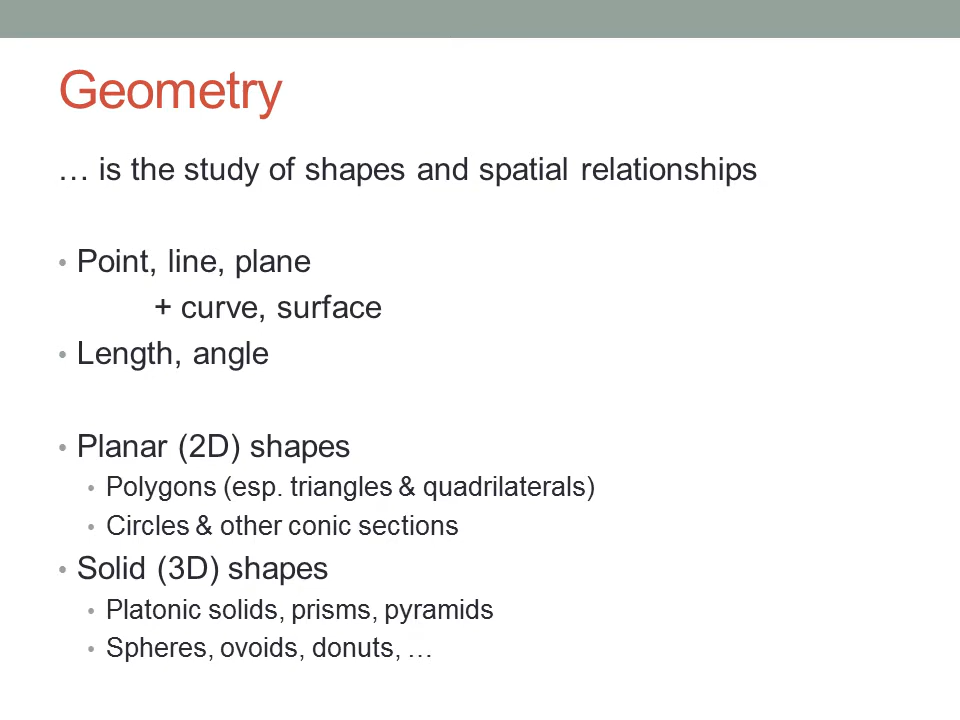 Geometry
… is the study of shapes and spatial relationships
• Point, line, plane
+ curve, surface
• Length, angle
• Planar (2D) shapes
• Polygons (esp. triangles & quadrilaterals)
• Circles & other conic sections
• Solid (3D) shapes
• Platonic solids, prisms, pyramids
• Spheres, ovoids, donuts, …